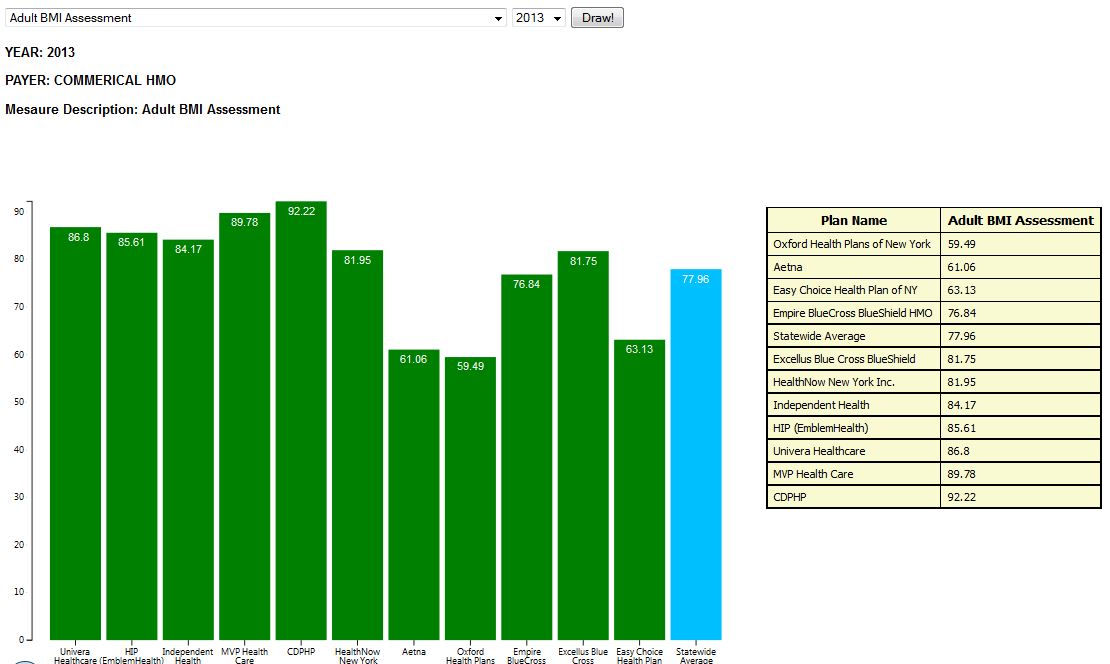 Adult BMI Assessment 2013 Draw!
YEAR: 2013
PAYER: COMMERICAL HMO
Mesaure Description: Adult BMI Assessment
90
80
70
60
50
40
30
20
10
0
86.8
85.61
84.17
89.78
92.22
81.95
61.06
59.49
76.84
81.75
63.13
77.96
Univera
Healthcare
HIP
(EmblemHealth)
Independent
Health
MVP Health
Care
CDPHP
HealthNow
New York
Aetna
Oxford
Health Plans
Empire
BlueCross
Excellus Blue
Cross
Easy Choice
Health Plan
Statewide
Average
Plan Name Adult BMI Assessment
Oxford Health Plans of New York 59.49
Aetna 61.06
Easy Choice Health Plan of NY 63.13
Empire BlueCross BlueShield HMO 76.84
Statewide Average 77.96
Excellus Blue Cross BlueShield 81.75
HealthNow New York Inc. 81.95
Independent Health 84.17
HIP (EmblemHealth) 85.61
Univera Healthcare 86.8
MVP Health Care 89.78
CDPHP 92.22